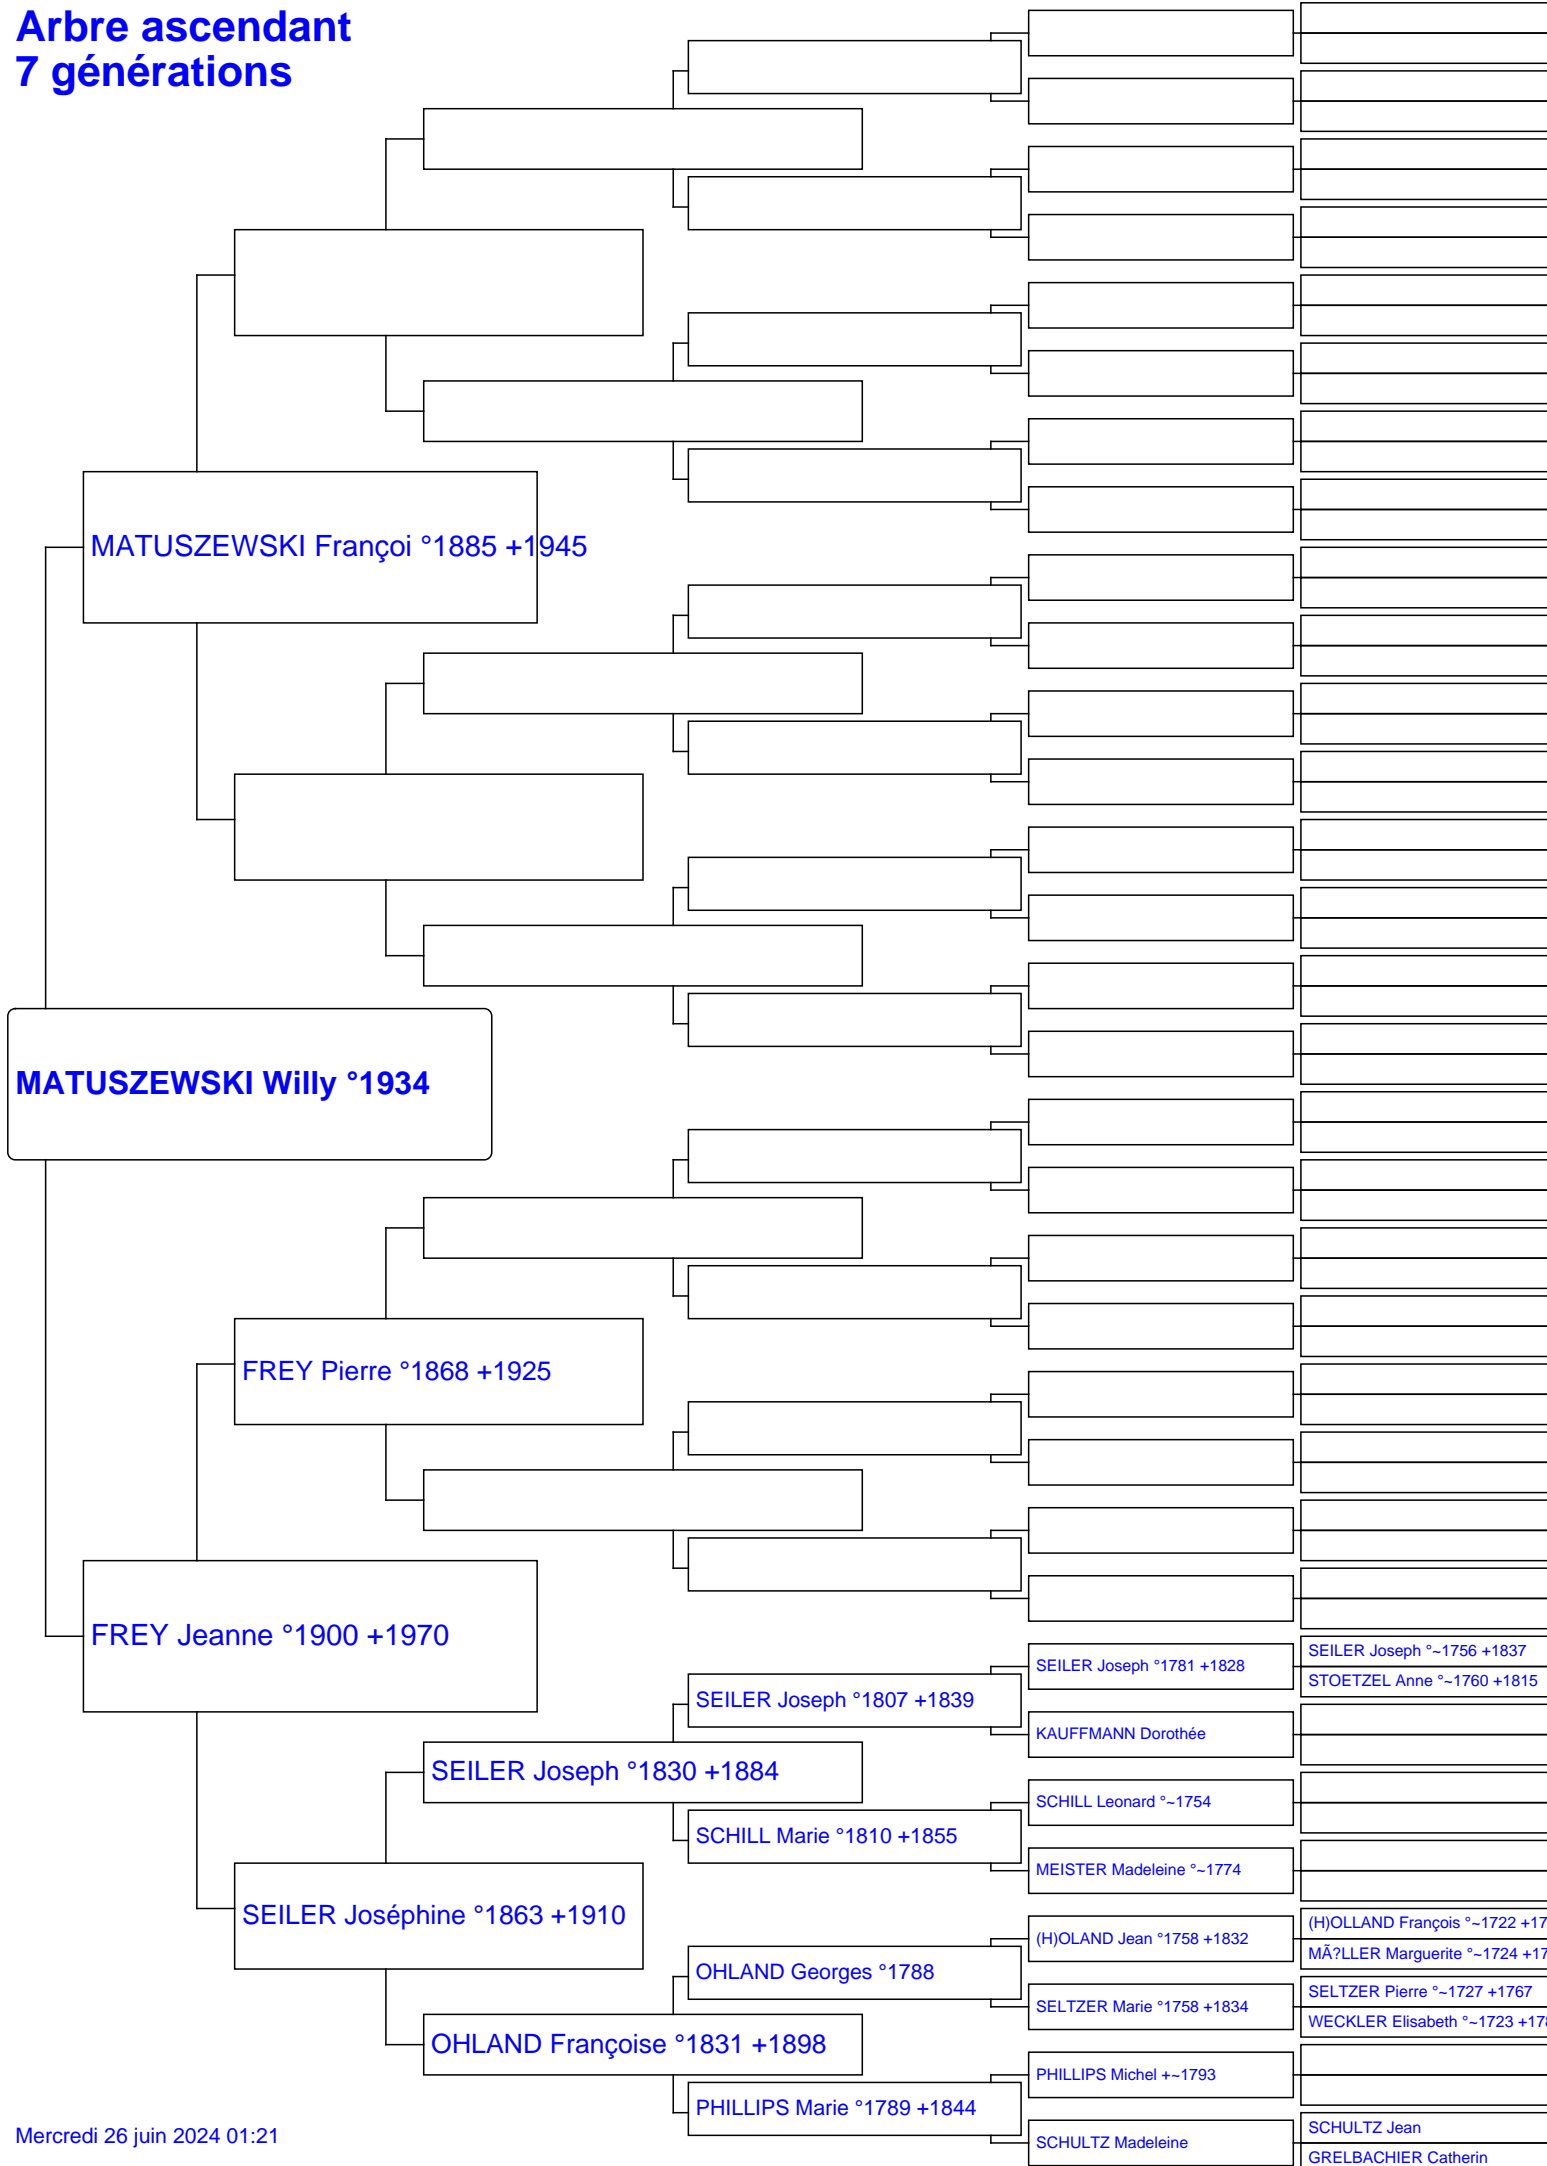 Arbre ascendant
7 générations
MATUSZEWSKI Françoi °1885 +1945
MATUSZEWSKI Willy °1934
FREY Pierre °1868 +1925
FREY Jeanne °1900 +1970
SEILER Joseph °~1756 +1837
SEILER Joseph °1781 +1828
STOETZEL Anne °~1760 +1815
SEILER Joseph °1807 +1839
KAUFFMANN Dorothée
SEILER Joseph °1830 +1884
SCHILL Leonard °~1754
SCHILL Marie °1810 +1855
MEISTER Madeleine °~1774
SEILER Joséphine °1863 +1910
(H)OLLAND François °~1722 +17
(H)OLAND Jean °1758 +1832
MÃ?LLER Marguerite °~1724 +17
OHLAND Georges °1788
SELTZER Pierre °~1727 +1767
SELTZER Marie °1758 +1834
WECKLER Elisabeth °~1723 +178
OHLAND Françoise °1831 +1898
PHILLIPS Michel +~1793
PHILLIPS Marie °1789 +1844
SCHULTZ Jean
SCHULTZ Madeleine
GRELBACHIER Catherin
Mercredi 26 juin 2024 01:21